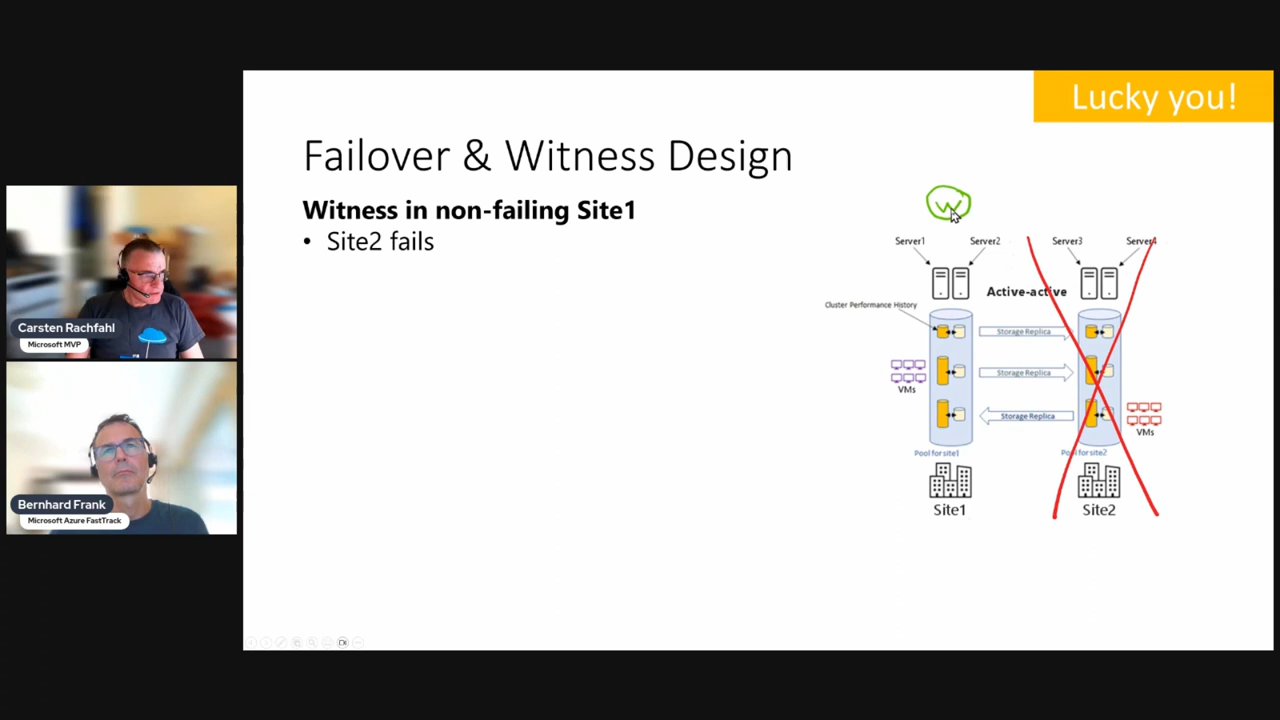 Lucky you!
Failover & Witness Design
Witness in non-failing Site1
• Site2 fails
W
Server1
Server2
Server3
Server4
Active-active
Cluster Performance History
Storage Replica
Storage Replica
Storage Replica
VMs
VMs
Pool for site1
Pool for site2
Site1
Site2
Carsten Rachfahl
Microsoft MVP
Bernhard Frank
Microsoft Azure FastTrack